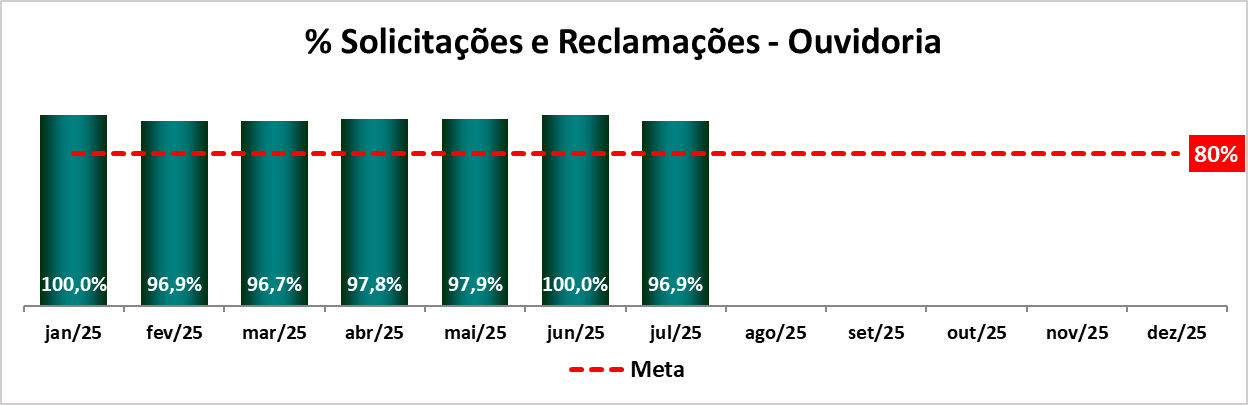 % Solicitações e Reclamações - Ouvidoria
80%
100,0% 96,9% 96,7% 97,8% 97,9% 100,0% 96,9%
jan/25 fev/25 mar/25 abr/25 mai/25 jun/25 jul/25 ago/25 set/25 out/25 nov/25 dez/25
Meta